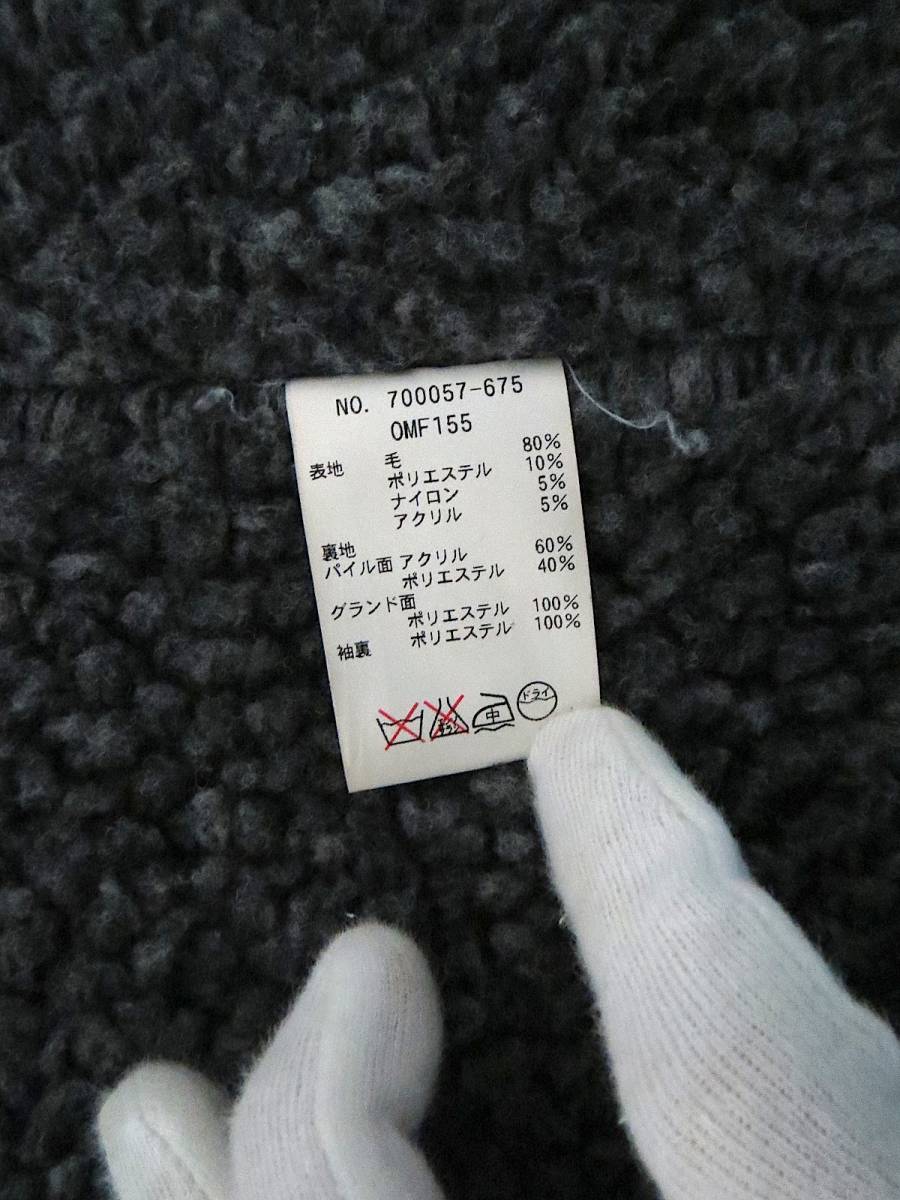 NO. 700057-675
OMF155
表地 毛 80%
ポリエステル 10%
ナイロン 5%
アクリル 5%
裏地
パイル面 アクリル 60%
ポリエステル 40%
グランド面
ポリエステル 100%
袖裏 ポリエステル 100%
中 ドライ